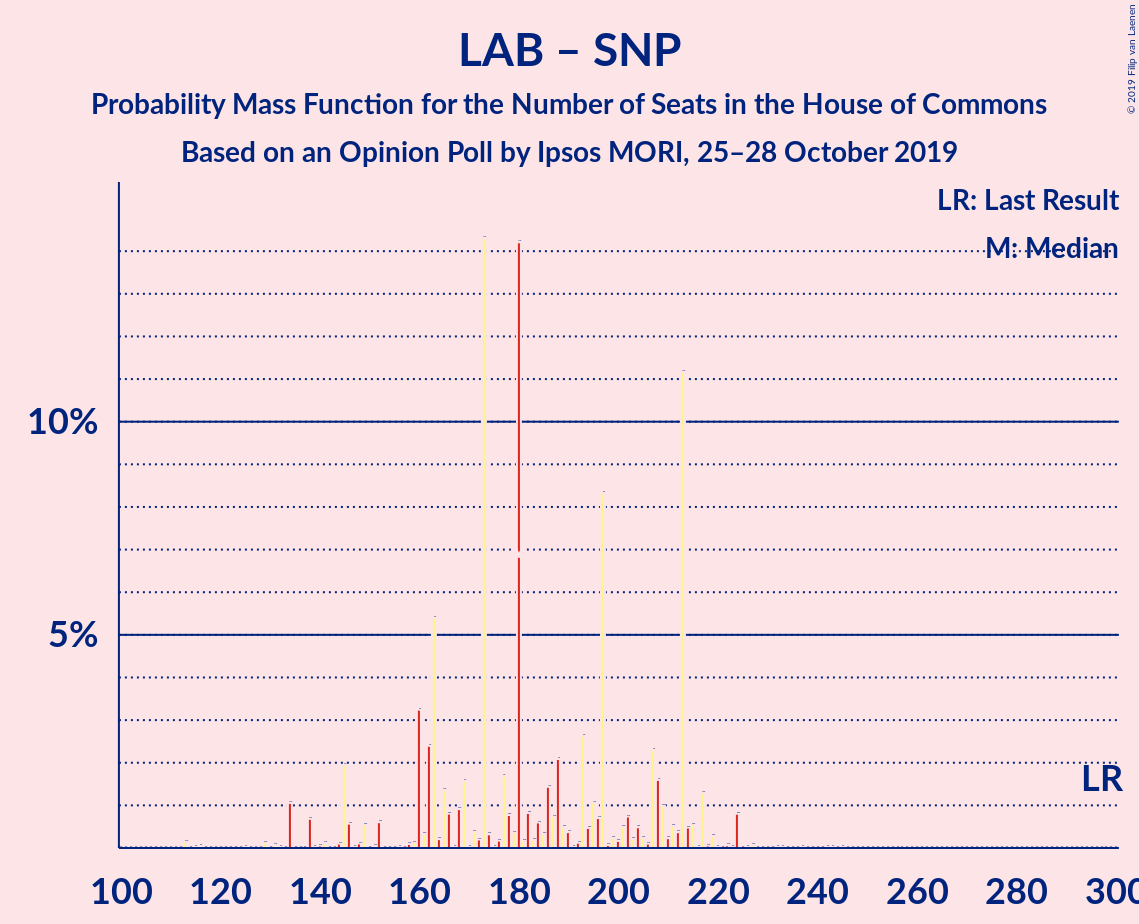 LAB – SNP
Probability Mass Function for the Number of Seats in the House of Commons
Based on an Opinion Poll by Ipsos MORI, 25–28 October 2019
© 2019 Filip van Laenen
LR: Last Result
M: Median
10%
5%
LR
100 120 140 160 180 200 220 240 260 280 300